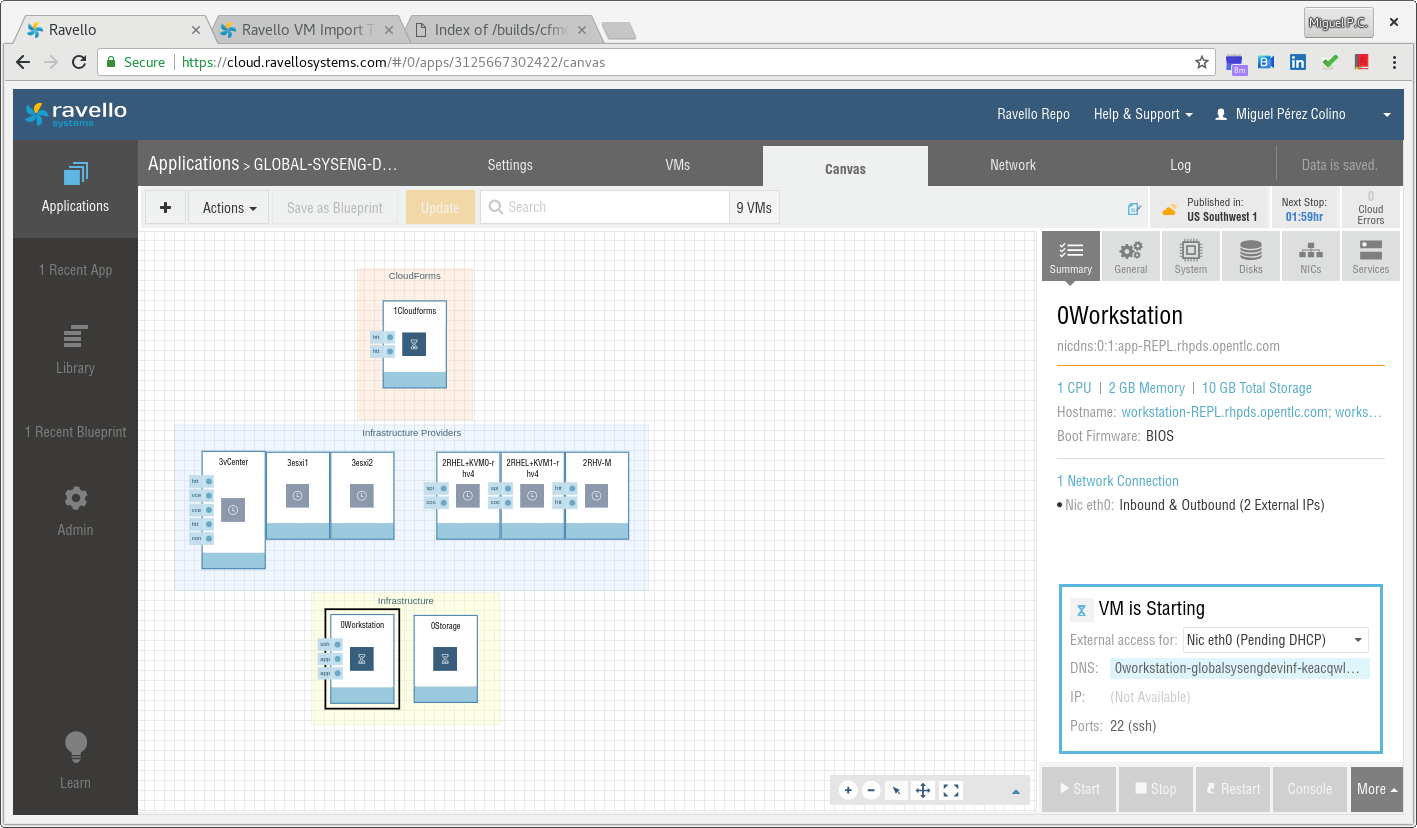 Ravello
Ravello VM Import T
Index of /builds/cfme
Miguel P.C.
Secure
https://cloud.ravellosystems.com/#/0/apps/3125667302422/canvas
8m
ravello
systems
Ravello Repo
Help & Support
Miguel Pérez Colino
Applications
1 Recent App
Library
1 Recent Blueprint
Admin
Learn
Applications > GLOBAL-SYSENG-D...
Settings
VMs
Canvas
Network
Log
Data is saved.
Actions
Save as Blueprint
Update
Search
9 VMs
Published in:
US Southwest 1
Next Stop:
01:59hr
0
Cloud
Errors
CloudForms
1Cloudforms
htt
htt
Infrastructure Providers
3vCenter
htt
vce
vce
htt
con
3esxi1
3esxi2
2RHEL+KVM0-r
hv4
spi
coc
2RHEL+KVM1-r
hv4
spi
coc
2RHV-M
htt
htt
Infrastructure
0Workstation
ssh
app
app
0Storage
Summary
General
System
Disks
NICs
Services
0Workstation
nicdns:0:1:app-REPL.rhpds.opentlc.com
1 CPU | 2 GB Memory | 10 GB Total Storage
Hostname: workstation-REPL.rhpds.opentlc.com; works...
Boot Firmware: BIOS
1 Network Connection
• Nic eth0: Inbound & Outbound (2 External IPs)
VM is Starting
External access for: Nic eth0 (Pending DHCP)
DNS: 0workstation-globalsysengdevinf-keacqwl...
IP: (Not Available)
Ports: 22 (ssh)
Start
Stop
Restart
Console
More